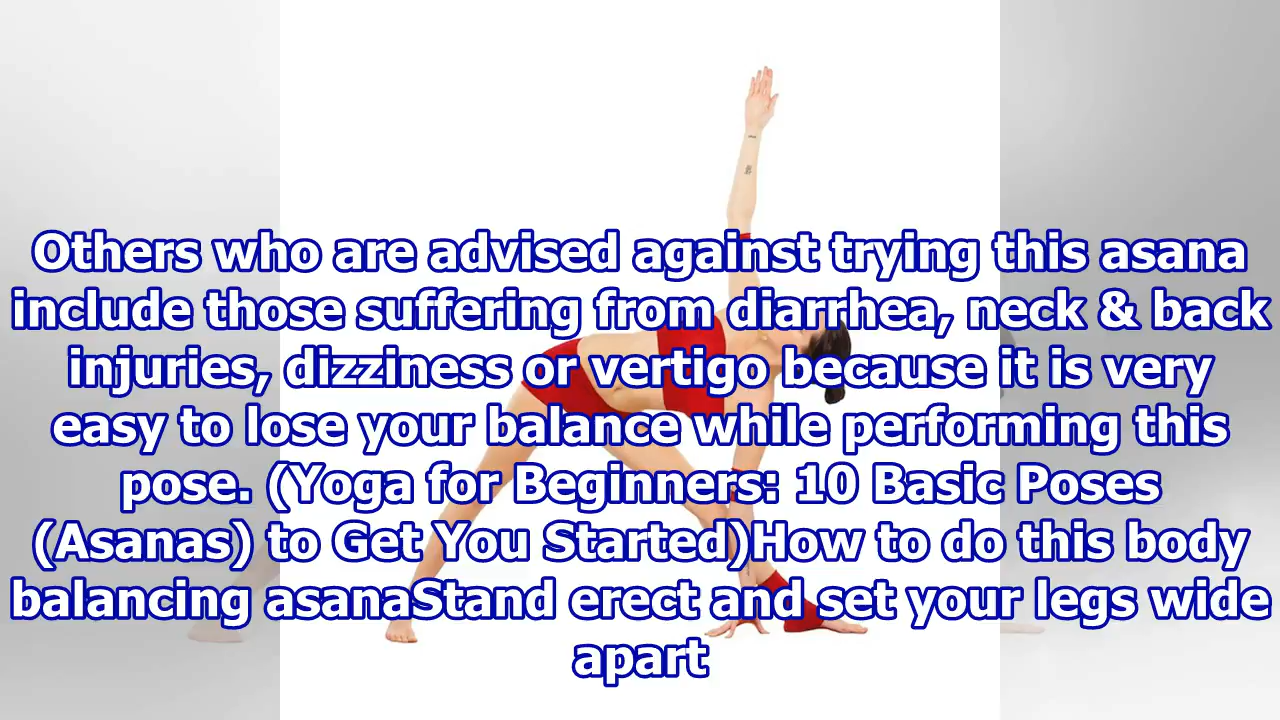 Others who are advised against trying this asana
include those suffering from diarrhea, neck & back
injuries, dizziness or vertigo because it is very
easy to lose your balance while performing this
pose. (Yoga for Beginners: 10 Basic Poses
(Asanas) to Get You Started)How to do this body
balancing asanaStand erect and set your legs wide
apart